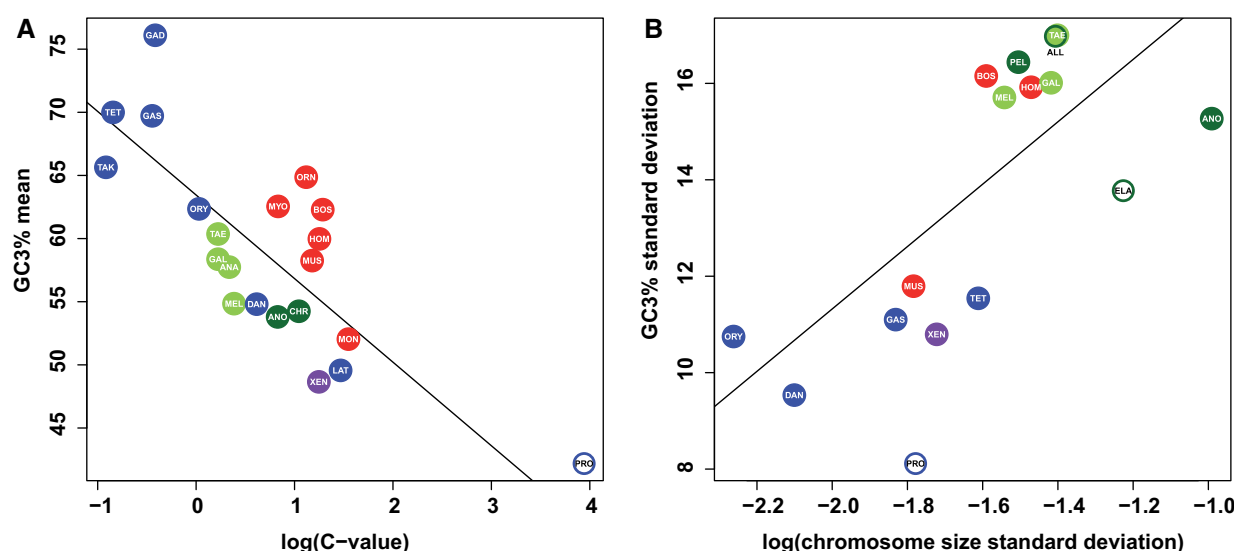 A
GC3% mean
75
70
65
60
55
50
45
GAD
TET
GAS
TAK
ORY
TAE
GAL
ANA
MEL
DAN
ANO
CHR
ORN
MYO
BOS
HOM
MUS
MON
LAT
XEN
PRO
−1 0 1 2 3 4
log(C−value)
B
GC3% standard deviation
16
14
12
10
8
TAE
ALL
PEL
BOS
HOM
GAL
MEL
ANO
ELA
MUS
TET
GAS
XEN
ORY
DAN
PRO
−2.2 −2.0 −1.8 −1.6 −1.4 −1.2 −1.0
log(chromosome size standard deviation)